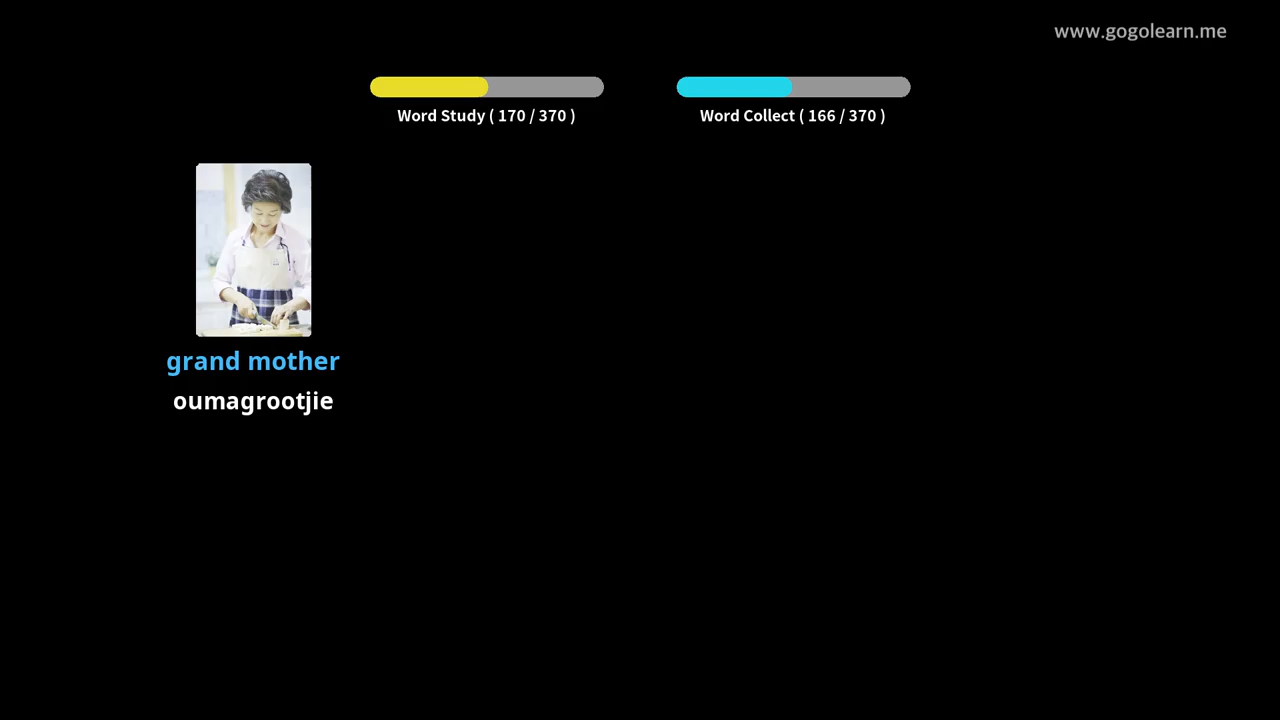 www.gogolearn.me
Word Study ( 170 / 370 )
Word Collect ( 166 / 370 )
grand mother
oumagrootjie